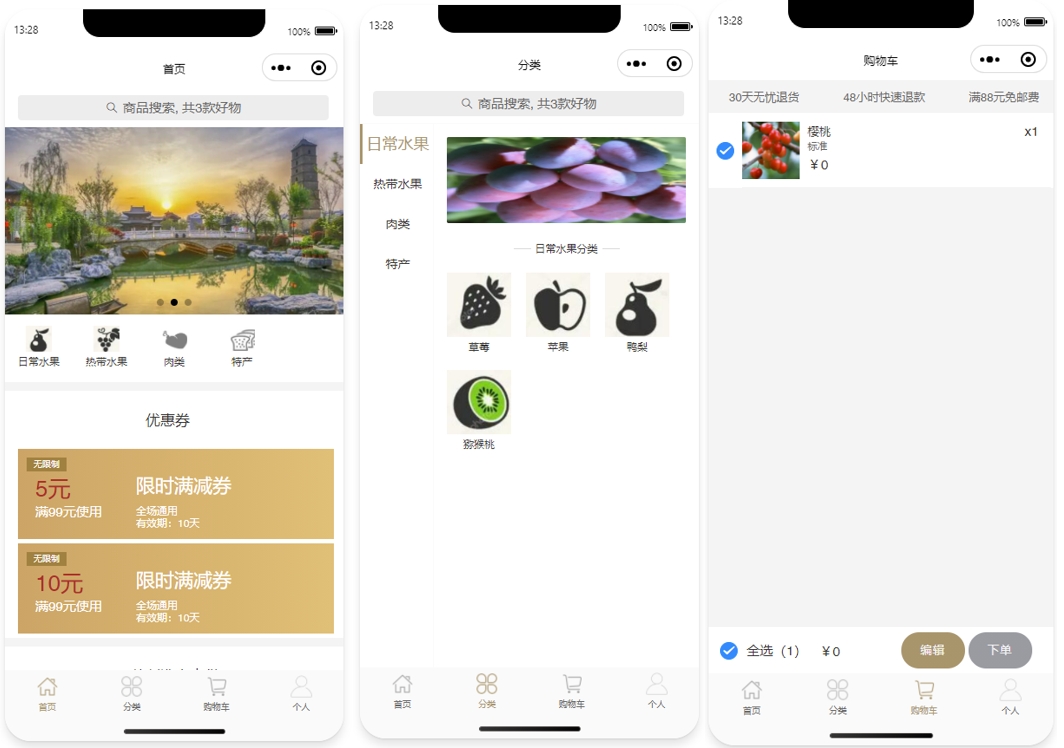 13:28
100%
首页
商品搜索, 共3款好物
日常水果
热带水果
肉类
特产
优惠券
无限制
5元
满99元使用
限时满减券
全场通用
有效期：10天
无限制
10元
满99元使用
限时满减券
全场通用
有效期：10天
首页
分类
购物车
个人
13:28
100%
分类
商品搜索, 共3款好物
日常水果
热带水果
肉类
特产
日常水果分类
草莓
苹果
鸭梨
猕猴桃
首页
分类
购物车
个人
13:28
100%
购物车
30天无忧退货
48小时快速退款
满88元免邮费
樱桃
x1
标准
￥0
全选（1）
￥0
编辑
下单
首页
分类
购物车
个人